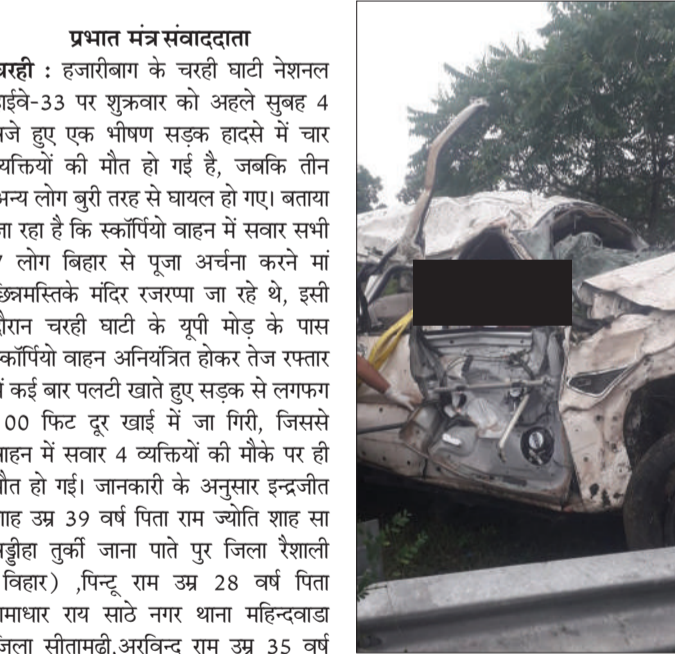 प्रभात मंत्र संवाददाता
चरही : हजारीबाग के चरही घाटी नेशनल
ाईवे-33 पर शुक्रवार को अहले सुबह 4
हुए एक भीषण सड़क हादसे में चार
्यक्तियों की मौत हो गई है, जबकि तीन
अन्य लोग बुरी तरह से घायल हो गए। बताया
जा रहा है कि स्कॉर्पियो वाहन में सवार सभी
लोग बिहार से पूजा अर्चना करने मां
छिन्नमस्तिके मंदिर रजरप्पा जा रहे थे, इसी
दौरान चरही घाटी के यूपी मोड़ के पास
स्कॉर्पियो वाहन अनियंत्रित होकर तेज रफ्तार
कई बार पलटी खाते हुए सड़क से लगफग
00 फिट दूर खाई में जा गिरी, जिससे
वाहन में सवार 4 व्यक्तियों की मौके पर ही
मौत हो गई। जानकारी के अनुसार इन्द्रजीत
शाह उम्र 39 वर्ष पिता राम ज्योति शाह सा
तुर्की जाना पाते पुर जिला रैशाली
विहार) ,पिन्टू राम उम्र 28 वर्ष पिता
रामाधार राय साठे नगर थाना महिन्दवाडा
जिला सीतामढी,अरविन्द राम उम्र 35 वर्ष